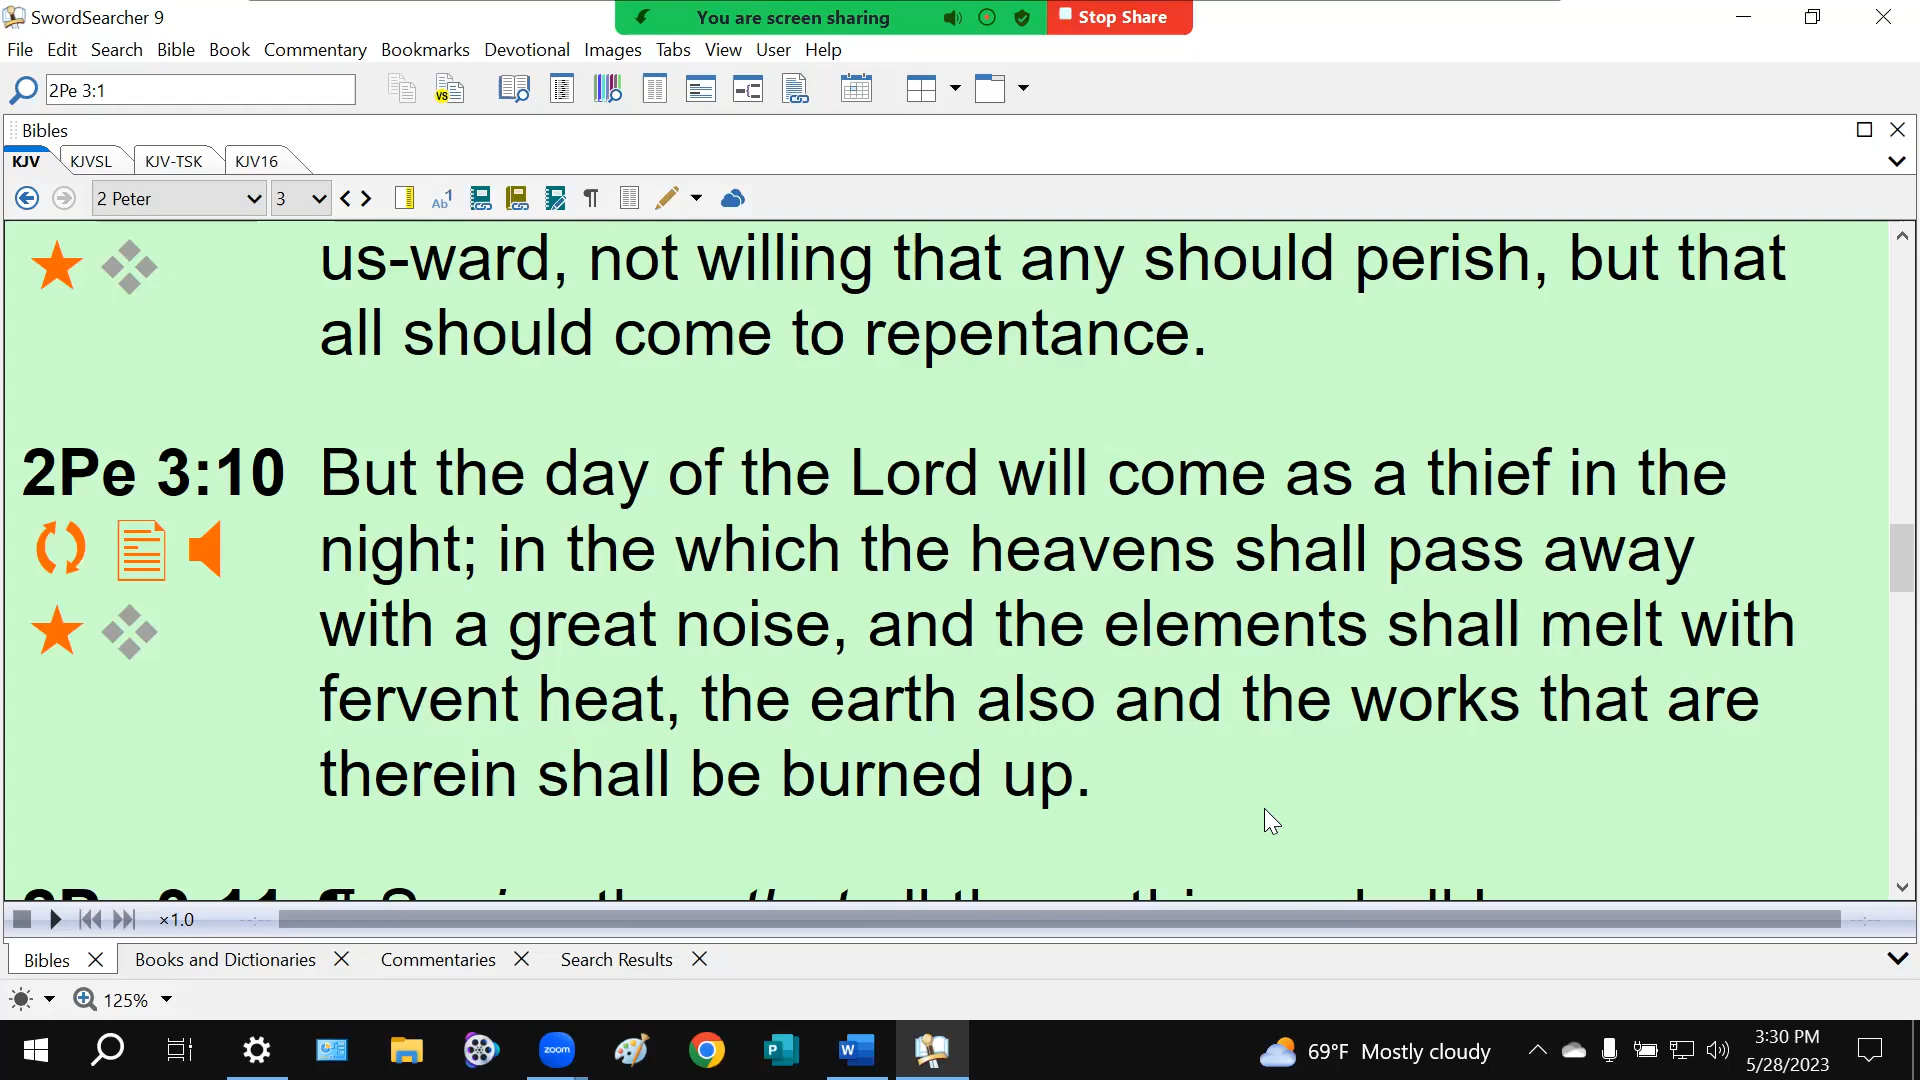 SwordSearcher 9
You are screen sharing
Stop Share
File Edit Search Bible Book Commentary Bookmarks Devotional Images Tabs View User Help
2Pe 3:1
VS
Bibles
KJV KJVSL KJV-TSK KJV16
2 Peter 3
Ab1
us-ward, not willing that any should perish, but that
all should come to repentance.
2Pe 3:10 But the day of the Lord will come as a thief in the
night; in the which the heavens shall pass away
with a great noise, and the elements shall melt with
fervent heat, the earth also and the works that are
therein shall be burned up.
×1.0 --:-- --:--
Bibles Books and Dictionaries Commentaries Search Results
125%
zoom
P
W
69°F Mostly cloudy
3:30 PM
5/28/2023